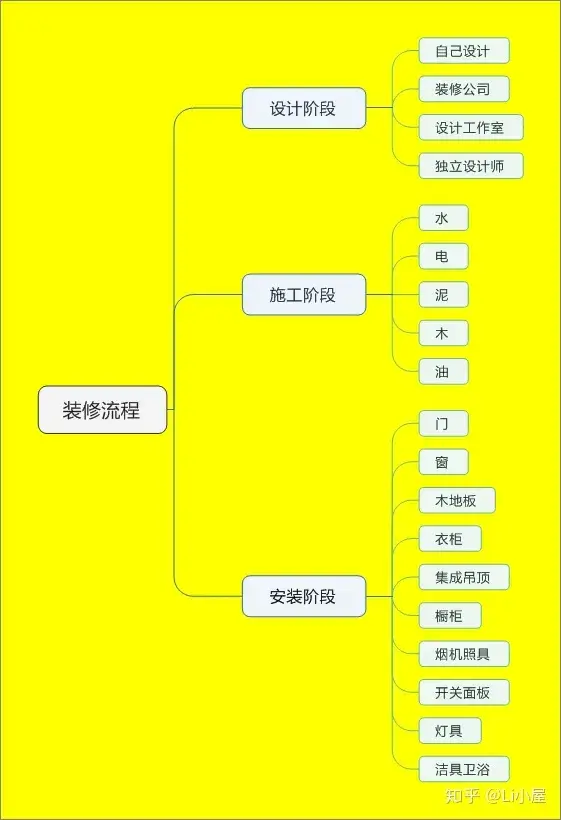 装修流程
设计阶段
自己设计
装修公司
设计工作室
独立设计师
施工阶段
水
电
泥
木
油
安装阶段
门
窗
木地板
衣柜
集成吊顶
橱柜
烟机照具
开关面板
灯具
洁具卫浴
知乎 @Li小屋